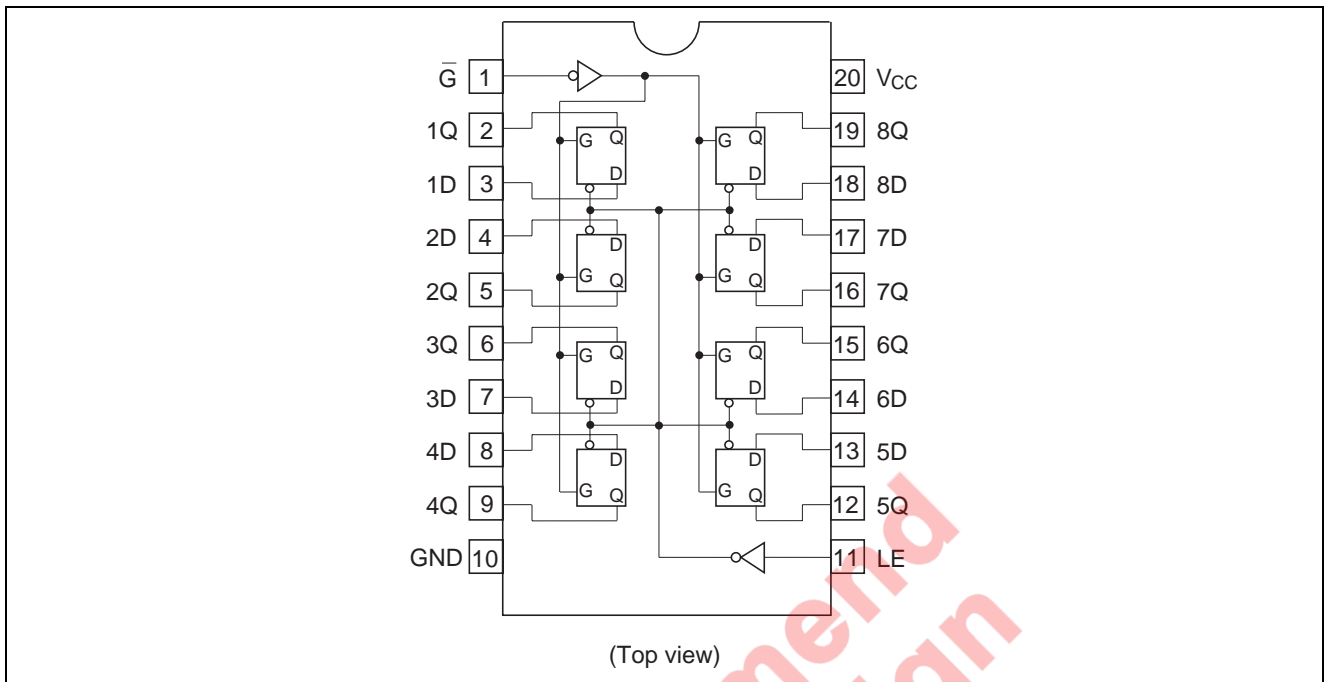 G 1 20 VCC
1Q 2 G Q G Q 19 8Q
1D 3 D D 18 8D
2D 4 D D 17 7D
2Q 5 G Q G Q 16 7Q
3Q 6 G Q G Q 15 6Q
3D 7 D D 14 6D
4D 8 D D 13 5D
4Q 9 G Q G Q 12 5Q
GND 10 11 LE
(Top view)